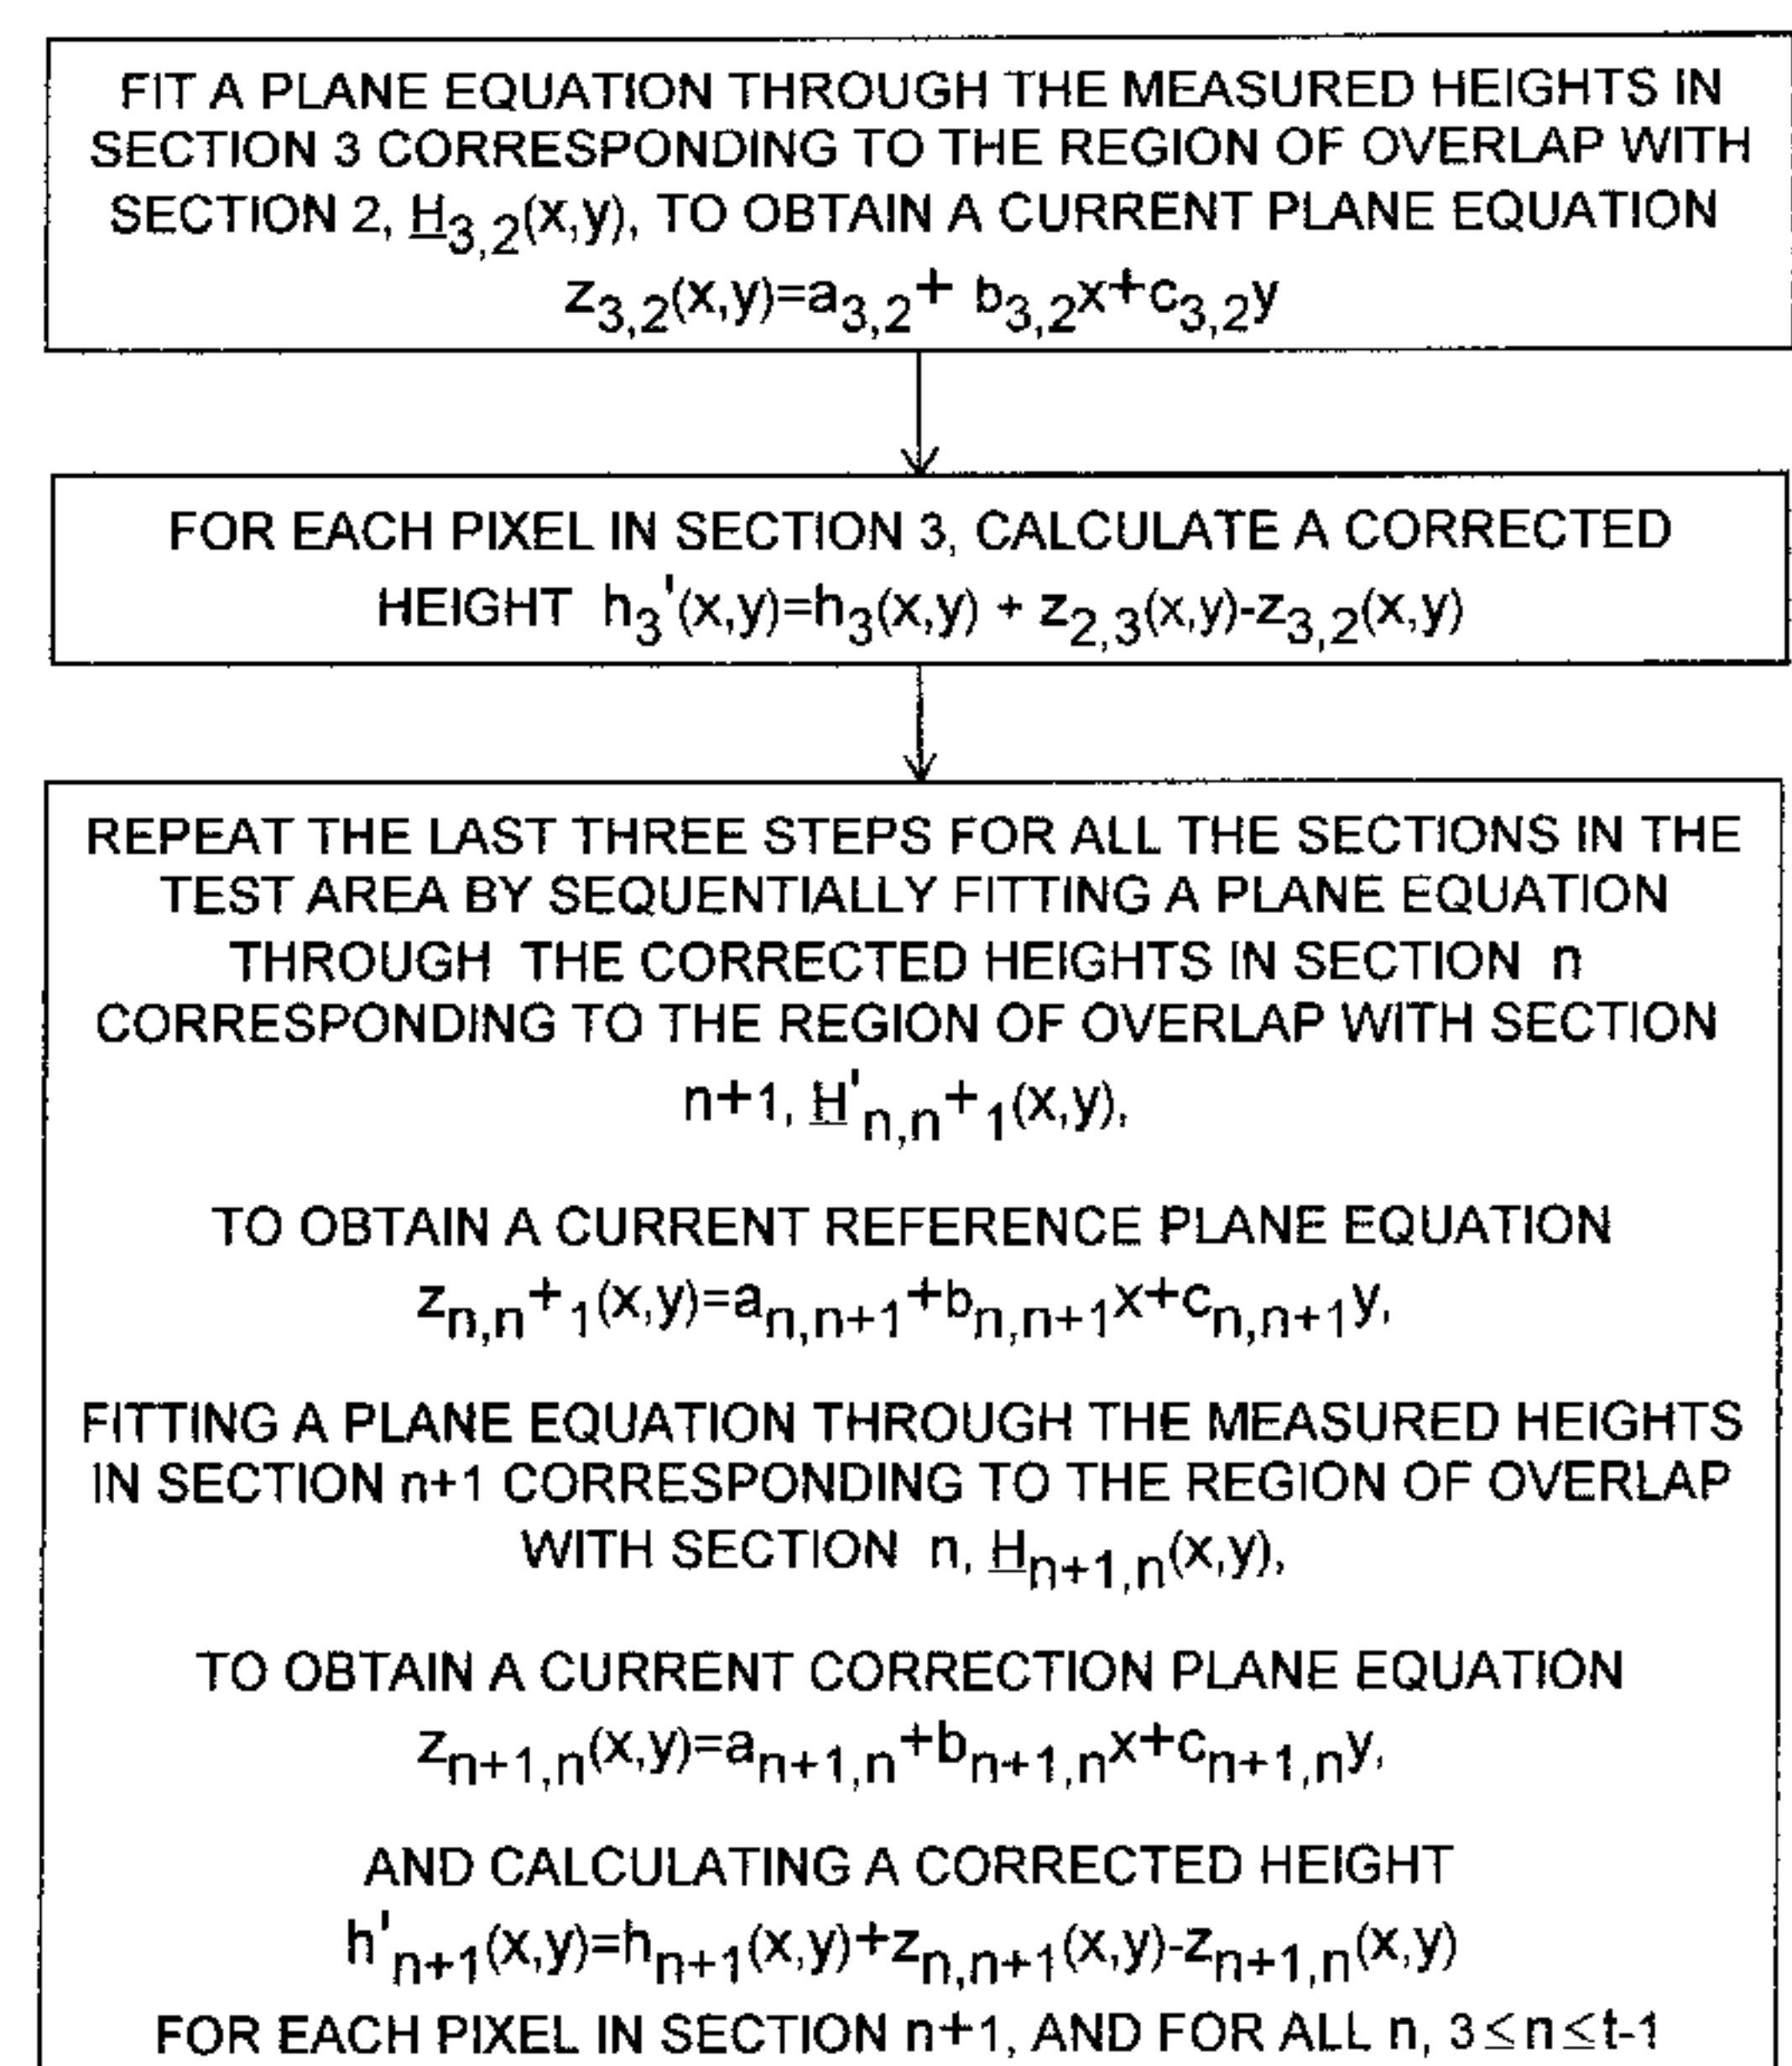 FIT A PLANE EQUATION THROUGH THE MEASURED HEIGHTS IN
SECTION 3 CORRESPONDING TO THE REGION OF OVERLAP WITH
SECTION 2, H₃,₂(x,y), TO OBTAIN A CURRENT PLANE EQUATION
z₃,₂(x,y)=a₃,₂+ b₃,₂x+c₃,₂y
FOR EACH PIXEL IN SECTION 3, CALCULATE A CORRECTED
HEIGHT h₃'(x,y)=h₃(x,y) + z₂,₃(x,y)-z₃,₂(x,y)
REPEAT THE LAST THREE STEPS FOR ALL THE SECTIONS IN THE
TEST AREA BY SEQUENTIALLY FITTING A PLANE EQUATION
THROUGH THE CORRECTED HEIGHTS IN SECTION n
CORRESPONDING TO THE REGION OF OVERLAP WITH SECTION
n+1, H'ₙ,ₙ₊₁(x,y),
TO OBTAIN A CURRENT REFERENCE PLANE EQUATION
zₙ,ₙ₊₁(x,y)=aₙ,ₙ₊₁+bₙ,ₙ₊₁x+cₙ,ₙ₊₁y,
FITTING A PLANE EQUATION THROUGH THE MEASURED HEIGHTS
IN SECTION n+1 CORRESPONDING TO THE REGION OF OVERLAP
WITH SECTION n, Hₙ₊₁,ₙ(x,y),
TO OBTAIN A CURRENT CORRECTION PLANE EQUATION
zₙ₊₁,ₙ(x,y)=aₙ₊₁,ₙ+bₙ₊₁,ₙx+cₙ₊₁,ₙy,
AND CALCULATING A CORRECTED HEIGHT
h'ₙ₊₁(x,y)=hₙ₊₁(x,y)+zₙ,ₙ₊₁(x,y)-zₙ₊₁,ₙ(x,y)
FOR EACH PIXEL IN SECTION n+1, AND FOR ALL n, 3≤n≤t-1